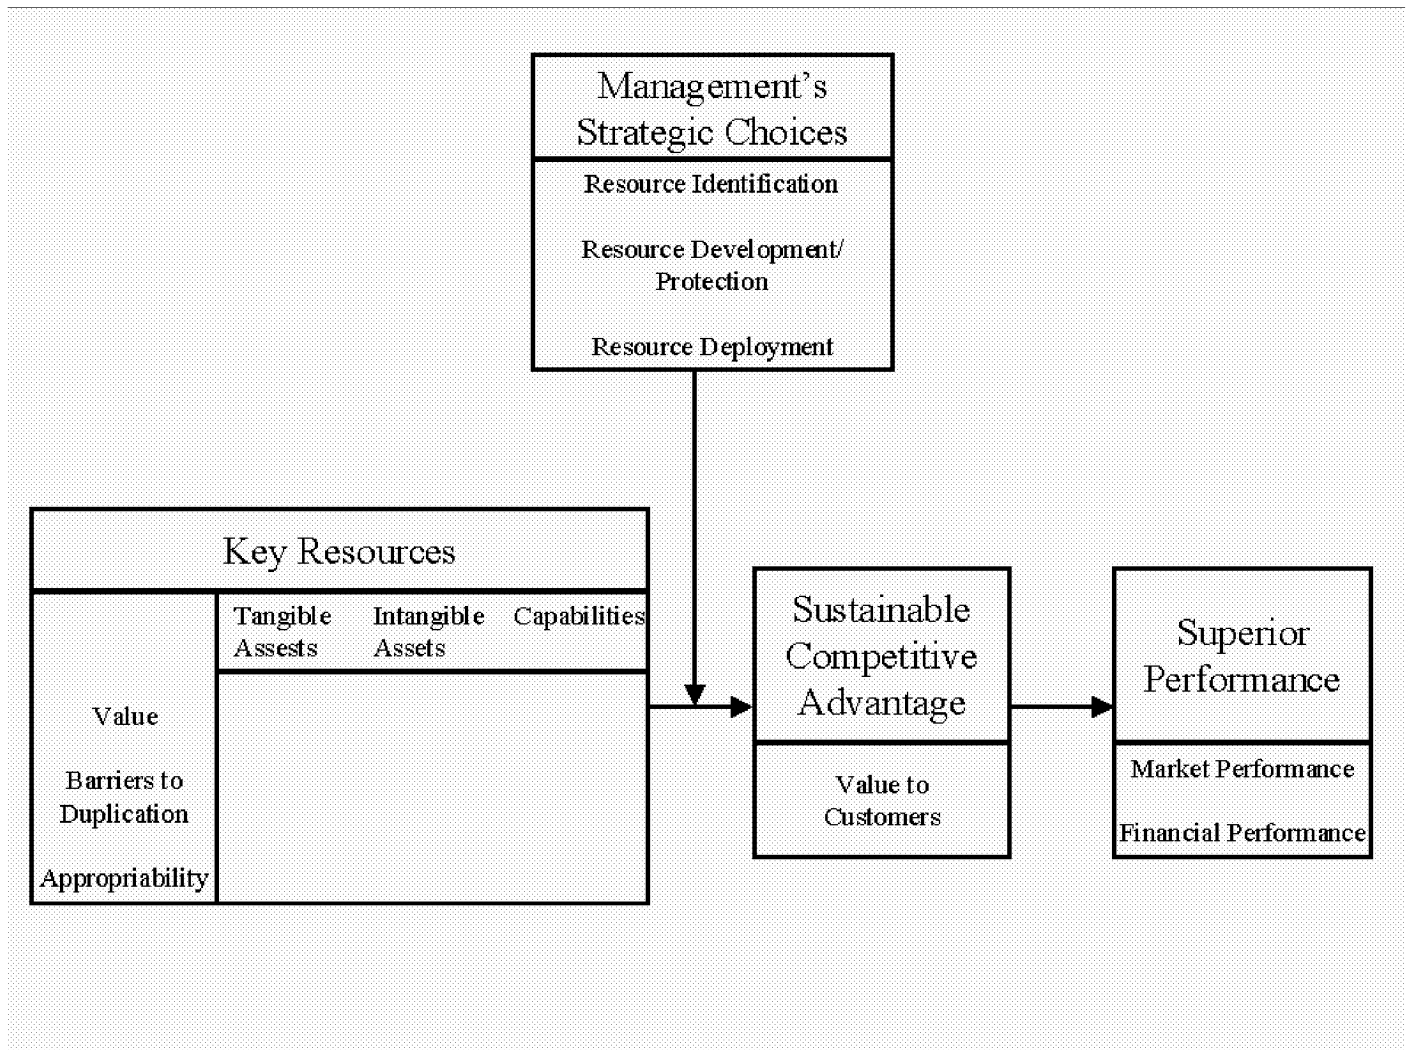 Management's
Strategic Choices
Resource Identification
Resource Development/
Protection
Resource Deployment
Key Resources
Tangible Intangible Capabilities
Assests Assets
Value
Barriers to
Duplication
Appropriability
Sustainable
Competitive
Advantage
Value to
Customers
Superior
Performance
Market Performance
Financial Performance